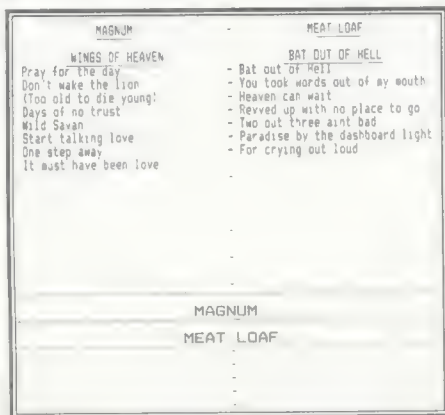 MAGNUM - MEAT LOAF
WINGS OF HEAVEN
BAT OUT OF HELL
Pray for the day
Don't wake the lion
(Too old to die young)
Days of no trust
Wild Swan
Start talking love
One step away
It must have been love
- Bat out of Hell
- You took words out of my mouth
- Heaven can wait
- Revved up with no place to go
- Two out three aint bad
- Paradise by the dashboard light
- For crying out loud
MAGNUM
MEAT LOAF